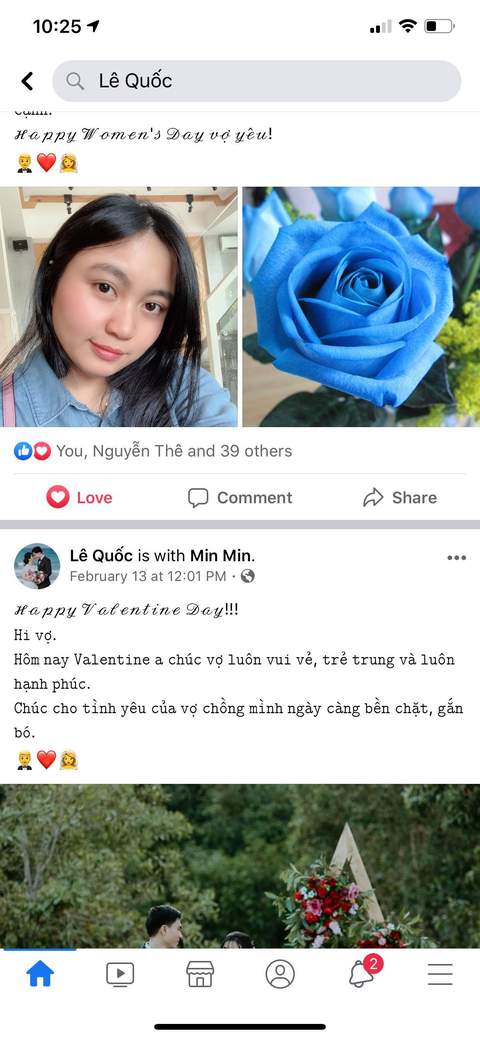 10:25
Lê Quốc
cạnh.
𝓗𝓪𝓹𝓹𝔂 𝓦𝓸𝓶𝓮𝓷'𝓼 𝓓𝓪𝔂 𝓿ợ 𝔂ê𝓾!
🤵❤️👰
You, Nguyễn Thê and 39 others
Love Comment Share
Lê Quốc is with Min Min.
February 13 at 12:01 PM ·
𝓗𝓪𝓹𝓹𝔂 𝓥𝓪𝓵𝓮𝓷𝓽𝓲𝓷𝓮 𝓓𝓪𝔂!!!
Hi vợ.
Hôm nay Valentine a chúc vợ luôn vui vẻ, trẻ trung và luôn
hạnh phúc.
Chúc cho tình yêu của vợ chồng mình ngày càng bền chặt, gắn
bó.
🤵❤️👰
2